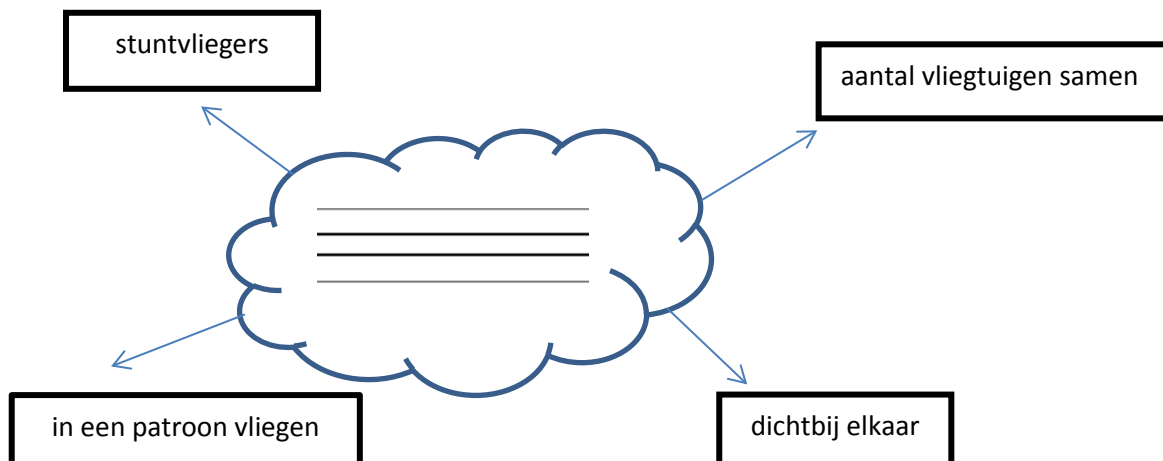 stuntvliegers
aantal vliegtuigen samen
in een patroon vliegen
dichtbij elkaar